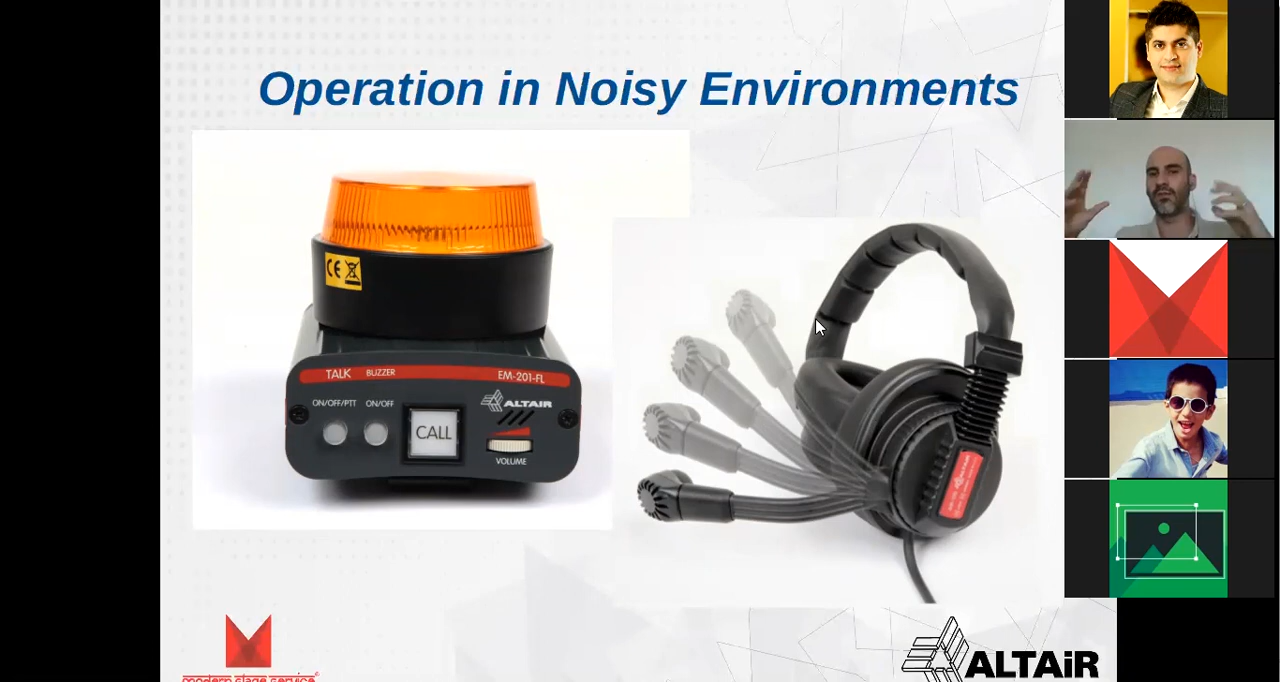 Operation in Noisy Environments
CE
TALK BUZZER EM-201-FL
ON/OFF/PTT ON/OFF ALTAIR
CALL
VOLUME
modern stage service
ALTAiR